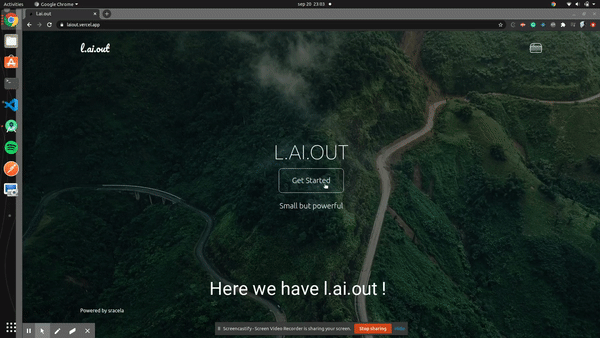 Activities
Google Chrome
sep 20 23:03
Lai.out
laiout.vercel.app
l.ai.out
L.AI.OUT
Get Started
Small but powerful
Here we have l.ai.out !
Powered by sracela
Screencastify - Screen Video Recorder is sharing your screen.
Stop sharing
Hide